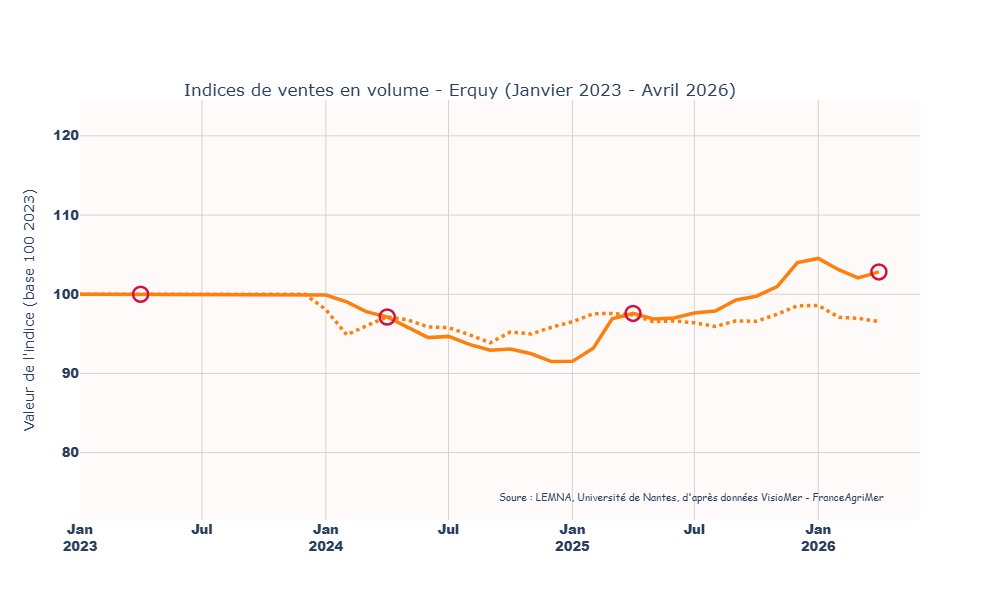 Indices de ventes en volume - Erquy (Janvier 2023 - Avril 2026)
Valeur de l'indice (base 100 2023)
120
110
100
90
80
Soure : LEMNA, Université de Nantes, d'après données VisioMer - FranceAgriMer
Jan Jul Jan Jul Jan Jul Jan
2023 2024 2025 2026